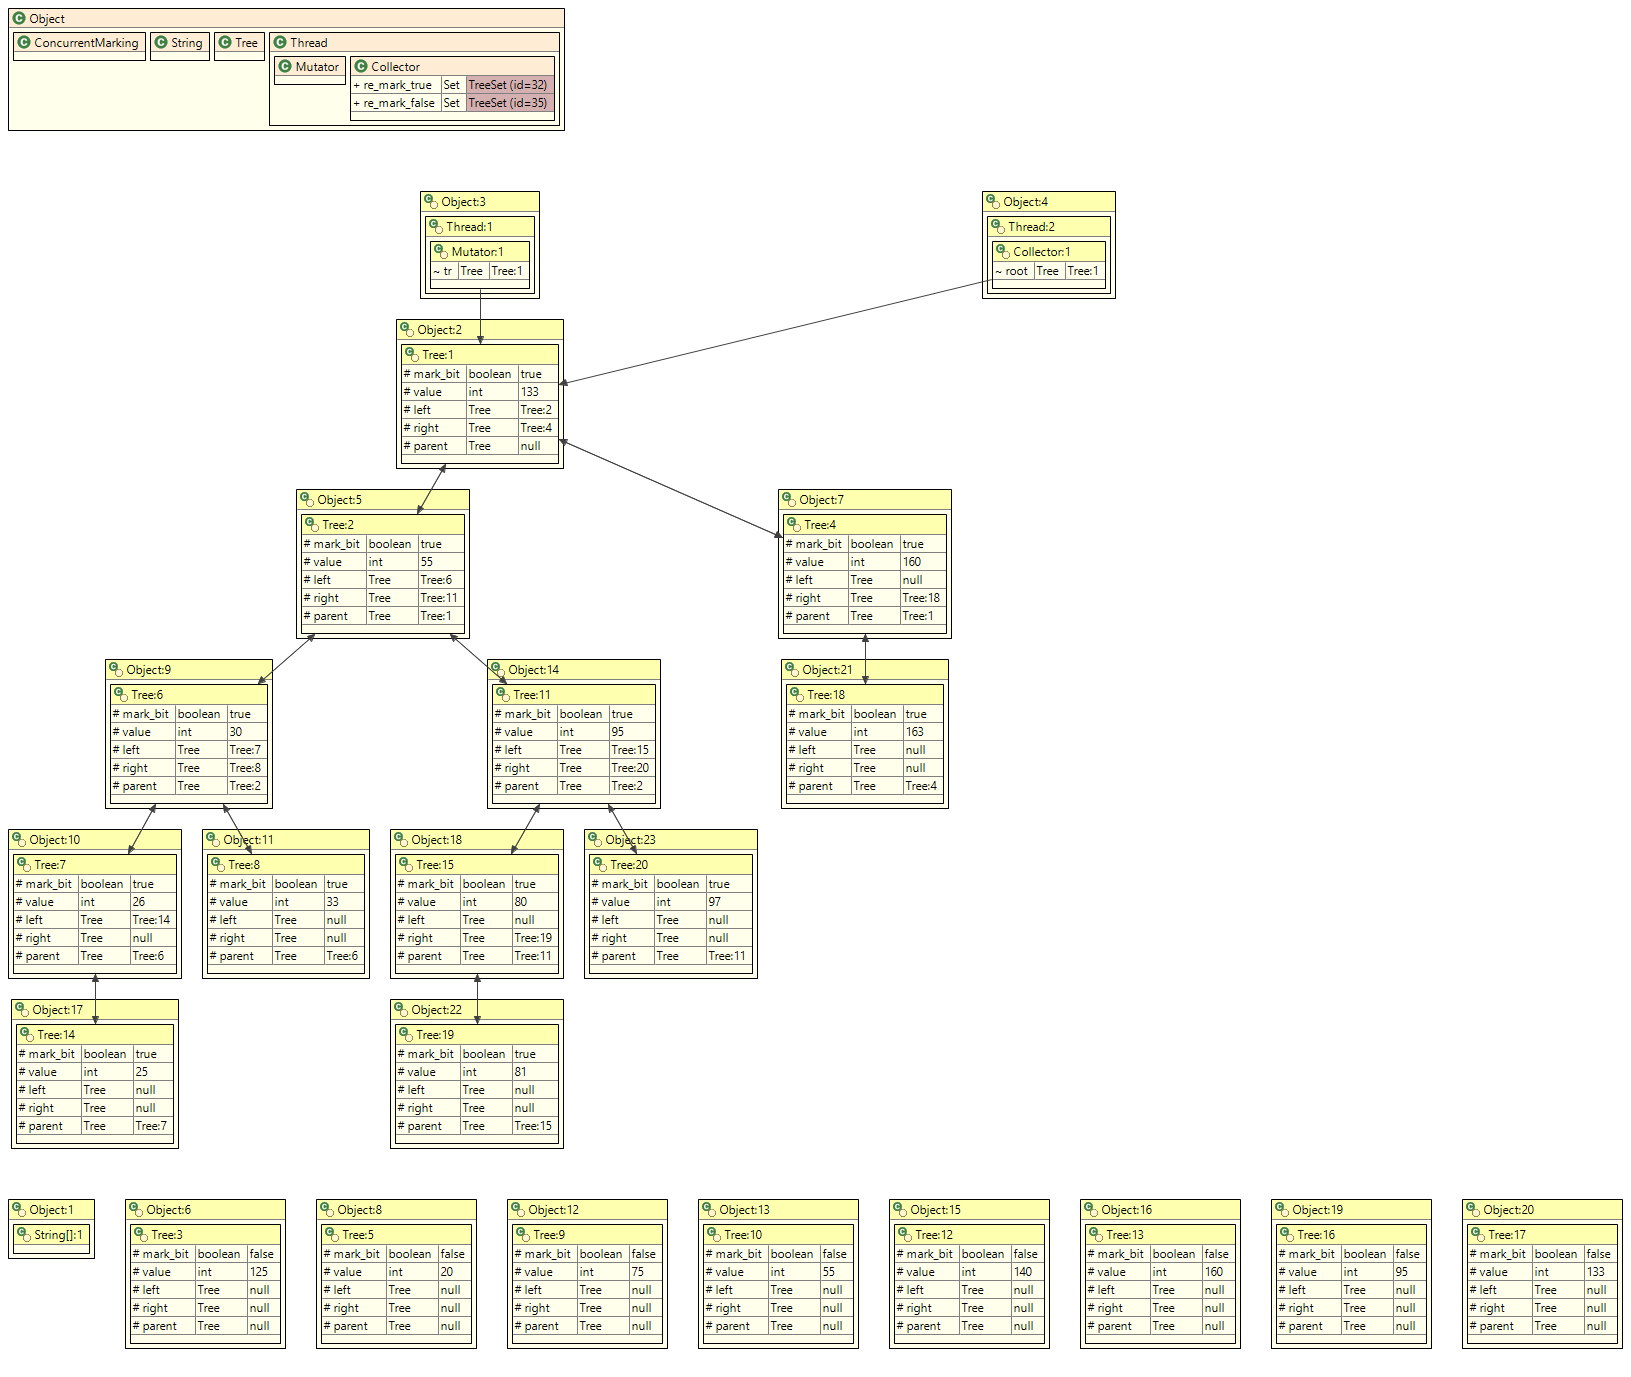 Object
ConcurrentMarking
String
Tree
Thread
Mutator
Collector
+ re_mark_true Set TreeSet (id=32)
+ re_mark_false Set TreeSet (id=35)
Object:3
Thread:1
Mutator:1
~ tr Tree Tree:1
Object:4
Thread:2
Collector:1
~ root Tree Tree:1
Object:2
Tree:1
# mark_bit boolean true
# value int 133
# left Tree Tree:2
# right Tree Tree:4
# parent Tree null
Object:5
Tree:2
# mark_bit boolean true
# value int 55
# left Tree Tree:6
# right Tree Tree:11
# parent Tree Tree:1
Object:7
Tree:4
# mark_bit boolean true
# value int 160
# left Tree null
# right Tree Tree:18
# parent Tree Tree:1
Object:9
Tree:6
# mark_bit boolean true
# value int 30
# left Tree Tree:7
# right Tree Tree:8
# parent Tree Tree:2
Object:14
Tree:11
# mark_bit boolean true
# value int 95
# left Tree Tree:15
# right Tree Tree:20
# parent Tree Tree:2
Object:21
Tree:18
# mark_bit boolean true
# value int 163
# left Tree null
# right Tree null
# parent Tree Tree:4
Object:10
Tree:7
# mark_bit boolean true
# value int 26
# left Tree Tree:14
# right Tree null
# parent Tree Tree:6
Object:11
Tree:8
# mark_bit boolean true
# value int 33
# left Tree null
# right Tree null
# parent Tree Tree:6
Object:18
Tree:15
# mark_bit boolean true
# value int 80
# left Tree null
# right Tree Tree:19
# parent Tree Tree:11
Object:23
Tree:20
# mark_bit boolean true
# value int 97
# left Tree null
# right Tree null
# parent Tree Tree:11
Object:17
Tree:14
# mark_bit boolean true
# value int 25
# left Tree null
# right Tree null
# parent Tree Tree:7
Object:22
Tree:19
# mark_bit boolean true
# value int 81
# left Tree null
# right Tree null
# parent Tree Tree:15
Object:1
String[]:1
Object:6
Tree:3
# mark_bit boolean false
# value int 125
# left Tree null
# right Tree null
# parent Tree null
Object:8
Tree:5
# mark_bit boolean false
# value int 20
# left Tree null
# right Tree null
# parent Tree null
Object:12
Tree:9
# mark_bit boolean false
# value int 75
# left Tree null
# right Tree null
# parent Tree null
Object:13
Tree:10
# mark_bit boolean false
# value int 55
# left Tree null
# right Tree null
# parent Tree null
Object:15
Tree:12
# mark_bit boolean false
# value int 140
# left Tree null
# right Tree null
# parent Tree null
Object:16
Tree:13
# mark_bit boolean false
# value int 160
# left Tree null
# right Tree null
# parent Tree null
Object:19
Tree:16
# mark_bit boolean false
# value int 95
# left Tree null
# right Tree null
# parent Tree null
Object:20
Tree:17
# mark_bit boolean false
# value int 133
# left Tree null
# right Tree null
# parent Tree null